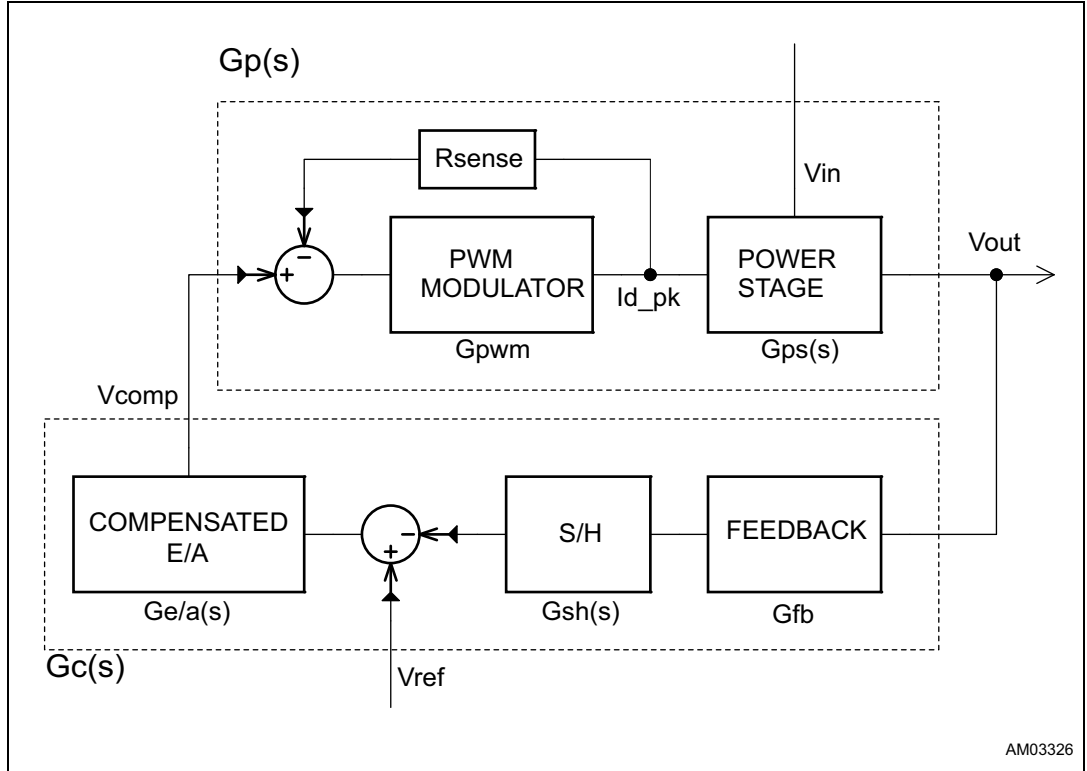 Gp(s)
Rsense
Vin
Vout
−
+
PWM
MODULATOR
Id_pk
POWER
STAGE
Gpwm
Gps(s)
Vcomp
COMPENSATED
E/A
−
+
S/H
FEEDBACK
Ge/a(s)
Gsh(s)
Gfb
Gc(s)
Vref
AM03326